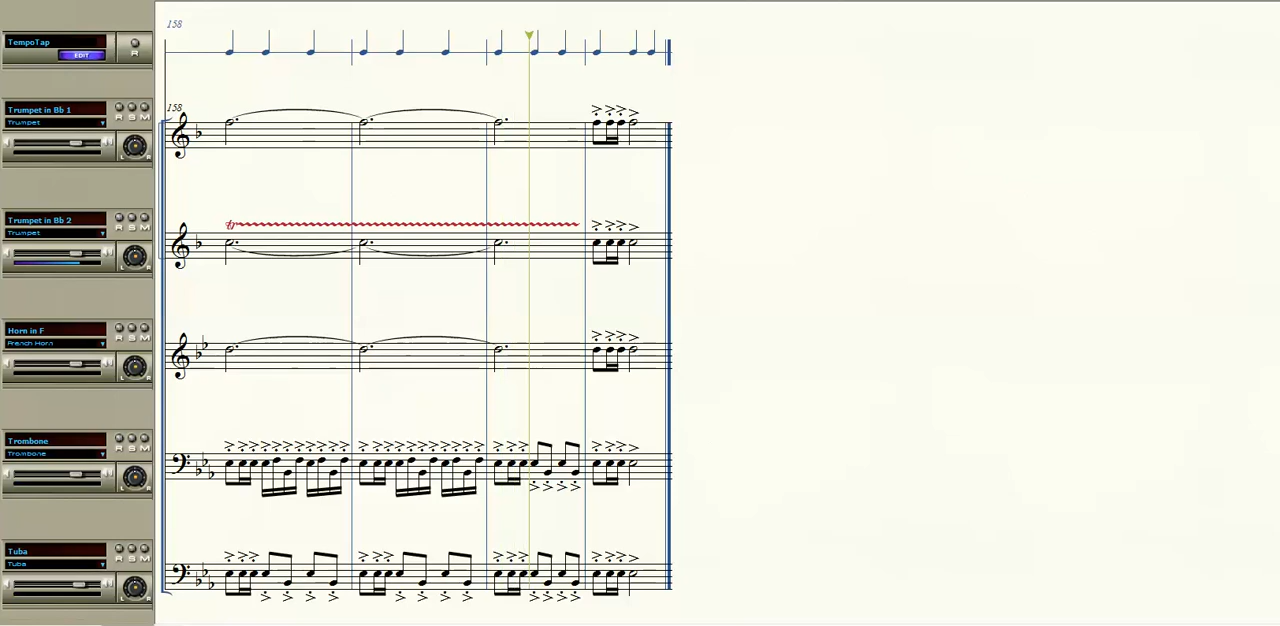 158
TempoTap
EDIT
R
158
Trumpet in Bb 1
Trumpet
R S M
L R
tr
Trumpet in Bb 2
Trumpet
R S M
L R
Horn in F
French Horn
R S M
L R
Trombone
Trombone
R S M
L R
Tuba
Tuba
R S M
L R